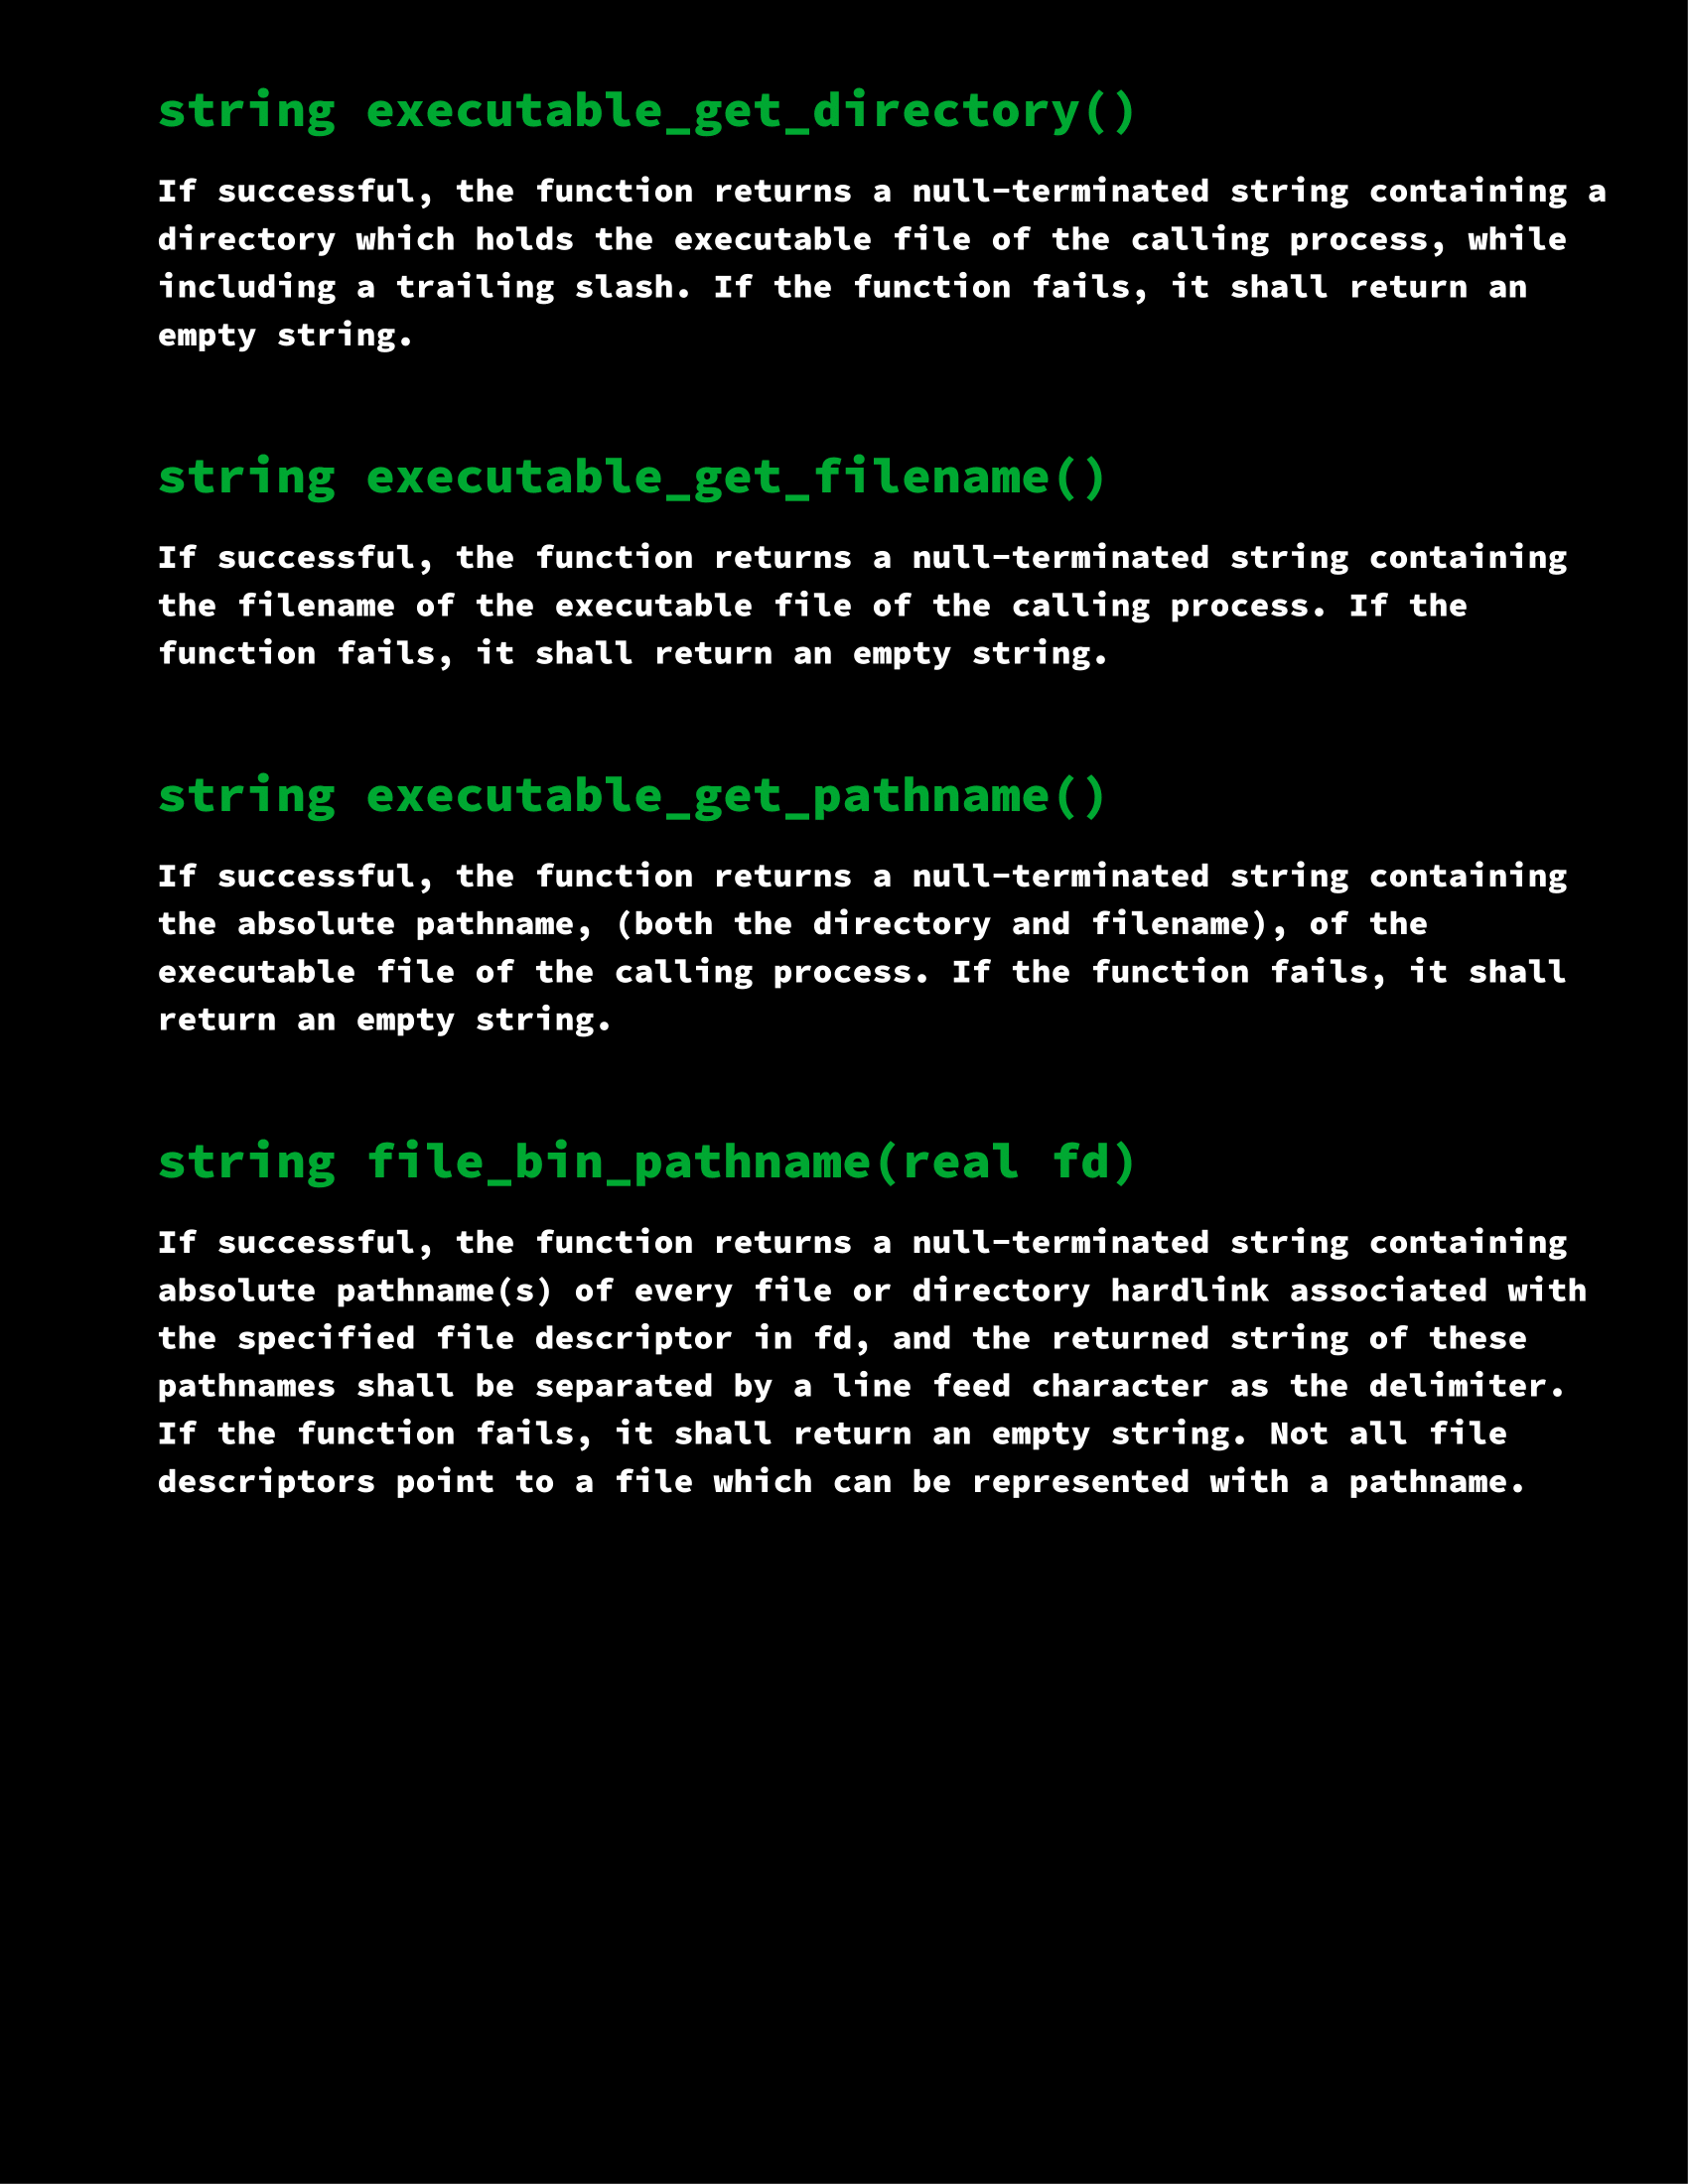 string executable_get_directory()
If successful, the function returns a null-terminated string containing a
directory which holds the executable file of the calling process, while
including a trailing slash. If the function fails, it shall return an
empty string.
string executable_get_filename()
If successful, the function returns a null-terminated string containing
the filename of the executable file of the calling process. If the
function fails, it shall return an empty string.
string executable_get_pathname()
If successful, the function returns a null-terminated string containing
the absolute pathname, (both the directory and filename), of the
executable file of the calling process. If the function fails, it shall
return an empty string.
string file_bin_pathname(real fd)
If successful, the function returns a null-terminated string containing
absolute pathname(s) of every file or directory hardlink associated with
the specified file descriptor in fd, and the returned string of these
pathnames shall be separated by a line feed character as the delimiter.
If the function fails, it shall return an empty string. Not all file
descriptors point to a file which can be represented with a pathname.